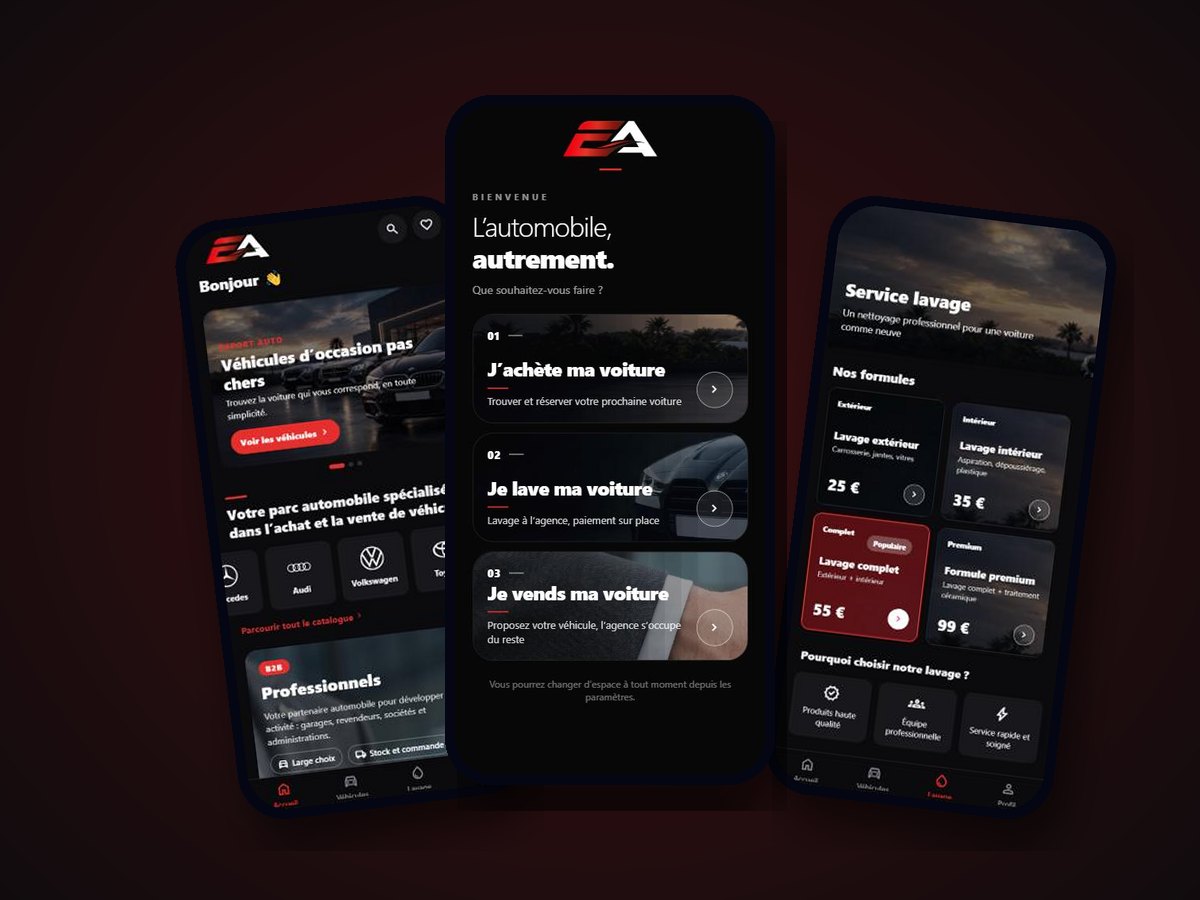 EA
Bonjour 👋
Véhicules d'occasion pas
chers
Trouvez la voiture qui vous correspond, en toute
simplicité.
Voir les véhicules
Votre parc automobile spécialisé
dans l'achat et la vente de véhic
cedes
Audi
Volkswagen
Toy
Parcourir tout le catalogue
B2B
Professionnels
Votre partenaire automobile pour développer
activité : garages, revendeurs, sociétés et
administrations.
Large choix
Stock et commande
Accueil
Véhicules
Lavage
EA
BIENVENUE
L'automobile,
autrement.
Que souhaitez-vous faire ?
01
J'achète ma voiture
Trouver et réserver votre prochaine voiture
02
Je lave ma voiture
Lavage à l'agence, paiement sur place
03
Je vends ma voiture
Proposez votre véhicule, l'agence s'occupe
du reste
Vous pourrez changer d'espace à tout moment depuis les
paramètres.
Service lavage
Un nettoyage professionnel pour une voiture
comme neuve
Nos formules
Extérieur
Lavage extérieur
Carrosserie, jantes, vitres
25 €
Intérieur
Lavage intérieur
Aspiration, dépoussiérage,
plastique
35 €
Complet
Populaire
Lavage complet
Extérieur + intérieur
55 €
Premium
Formule premium
Lavage complet + traitement
céramique
99 €
Pourquoi choisir notre lavage ?
Produits haute
qualité
Équipe
professionnelle
Service rapide et
soigné
Accueil
Véhicules
Lavage
Profil